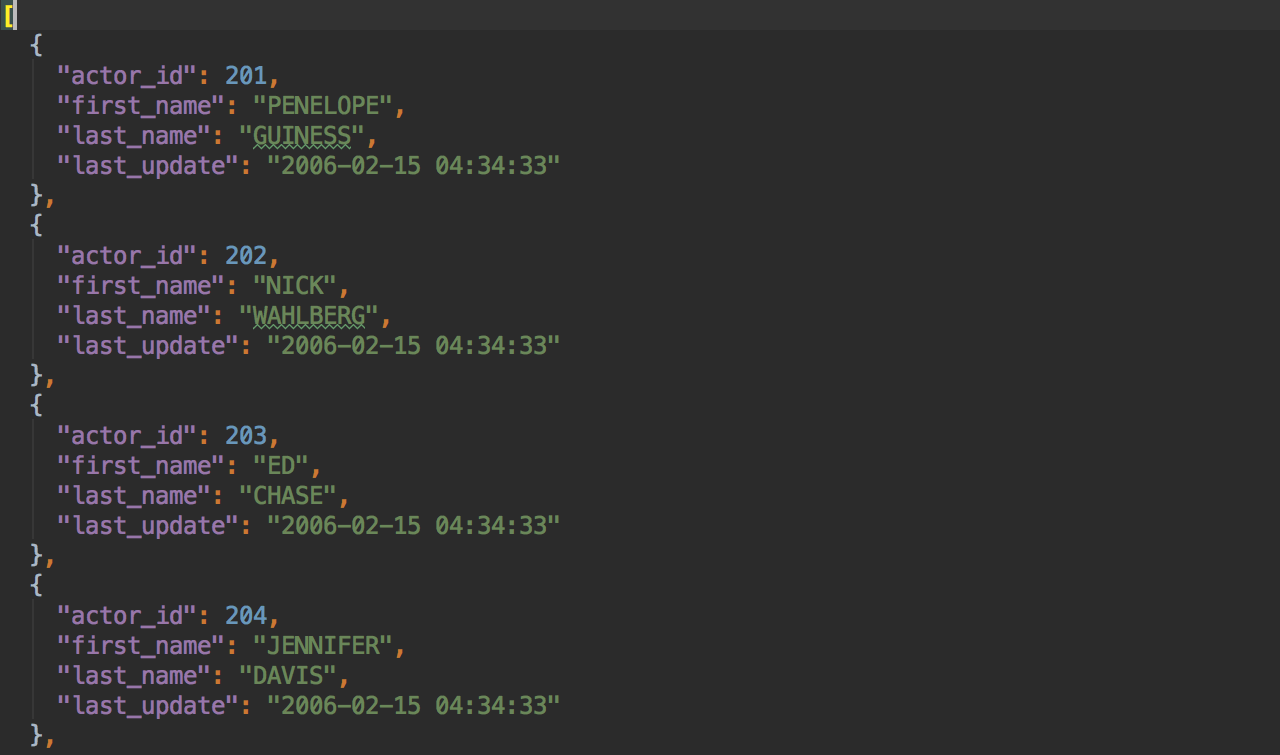 [
  {
    "actor_id": 201,
    "first_name": "PENELOPE",
    "last_name": "GUINESS",
    "last_update": "2006-02-15 04:34:33"
  },
  {
    "actor_id": 202,
    "first_name": "NICK",
    "last_name": "WAHLBERG",
    "last_update": "2006-02-15 04:34:33"
  },
  {
    "actor_id": 203,
    "first_name": "ED",
    "last_name": "CHASE",
    "last_update": "2006-02-15 04:34:33"
  },
  {
    "actor_id": 204,
    "first_name": "JENNIFER",
    "last_name": "DAVIS",
    "last_update": "2006-02-15 04:34:33"
  },